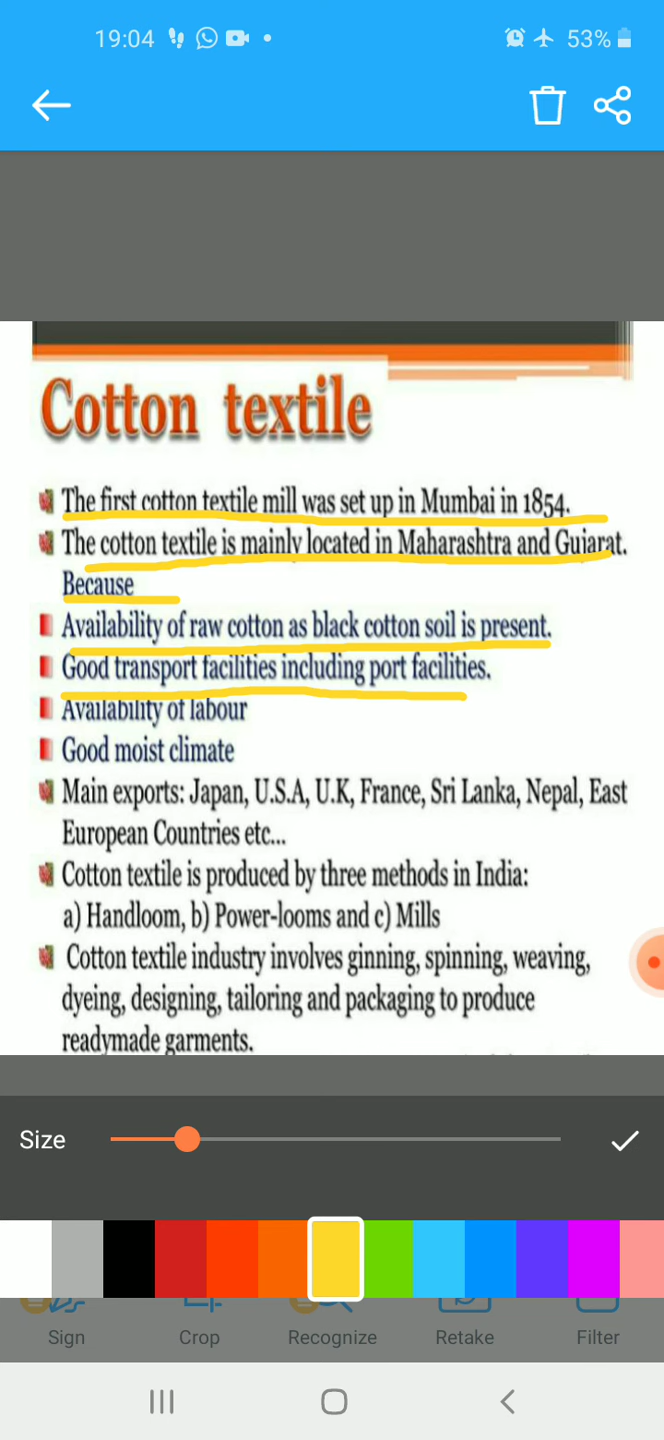 19:04
53%
Cotton textile
The first cotton textile mill was set up in Mumbai in 1854.
The cotton textile is mainly located in Maharashtra and Gujarat.
Because
Availability of raw cotton as black cotton soil is present.
Good transport facilities including port facilities.
Availability of labour
Good moist climate
Main exports: Japan, U.S.A, U.K, France, Sri Lanka, Nepal, East
European Countries etc...
Cotton textile is produced by three methods in India:
a) Handloom, b) Power-looms and c) Mills
Cotton textile industry involves ginning, spinning, weaving,
dyeing, designing, tailoring and packaging to produce
readymade garments.
Size
Sign Crop Recognize Retake Filter